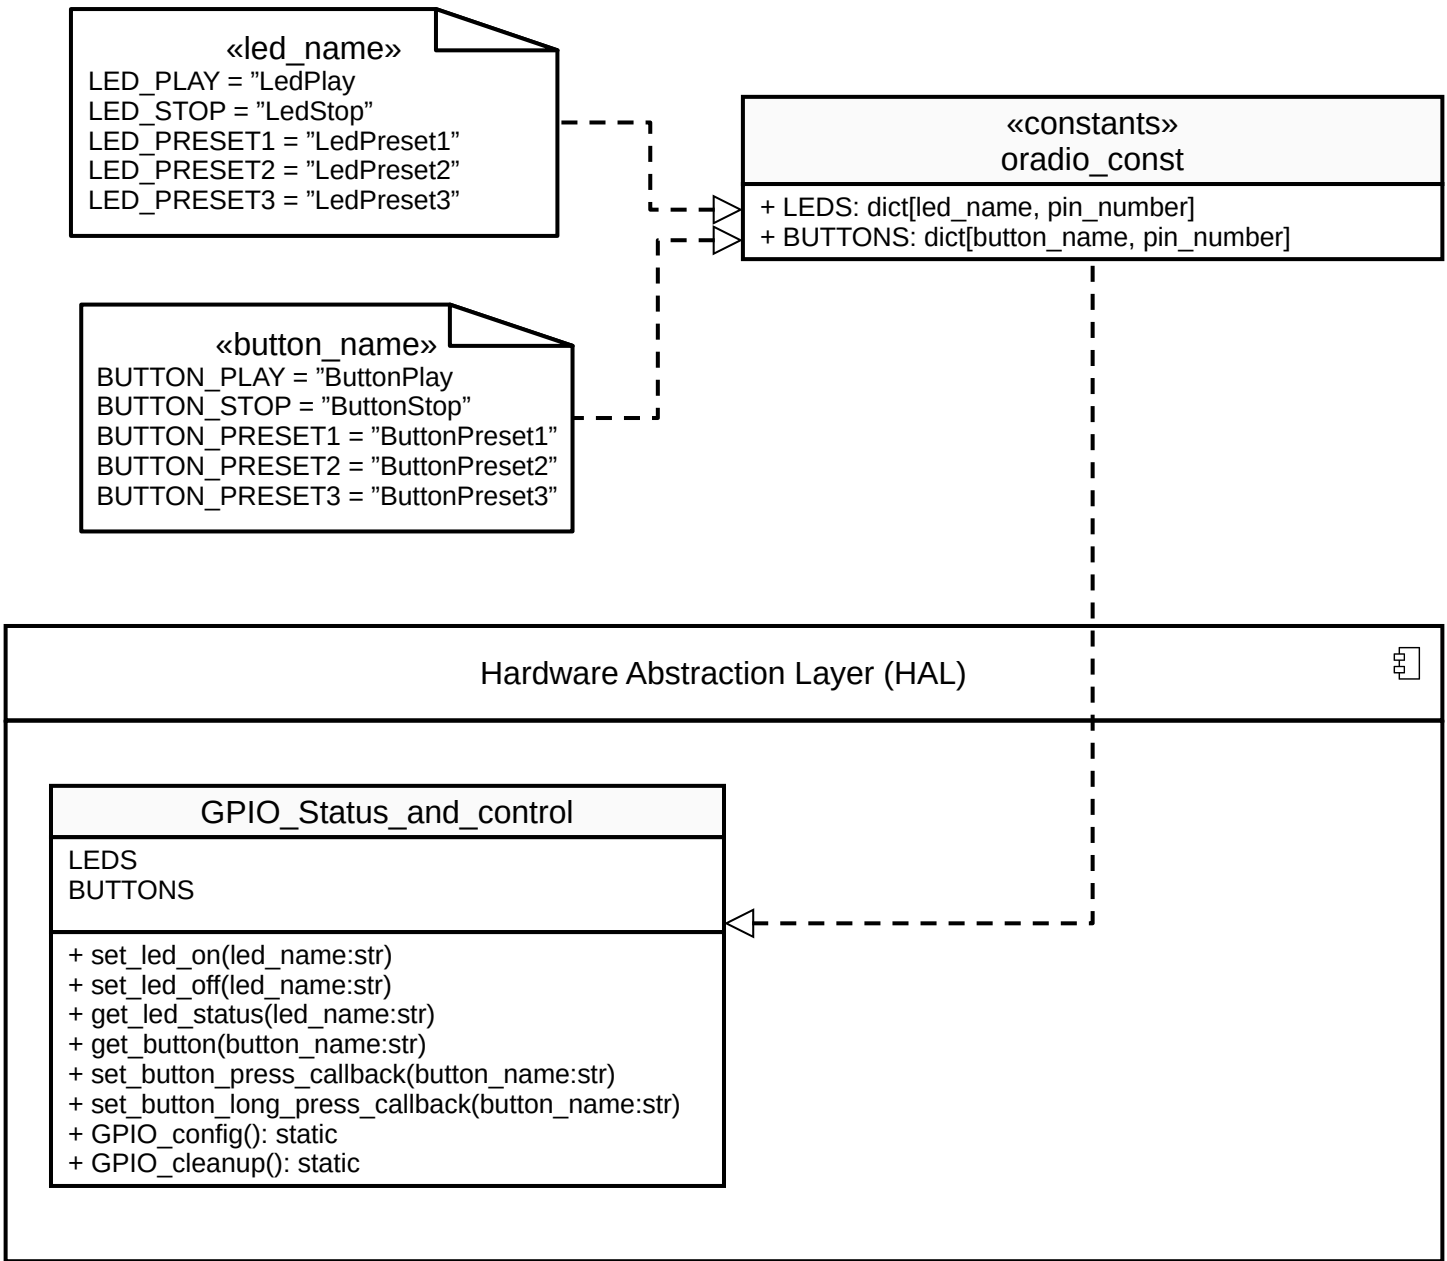 «led_name»
LED_PLAY = ”LedPlay
LED_STOP = ”LedStop”
LED_PRESET1 = ”LedPreset1”
LED_PRESET2 = ”LedPreset2”
LED_PRESET3 = ”LedPreset3”
«constants»
oradio_const
+ LEDS: dict[led_name, pin_number]
+ BUTTONS: dict[button_name, pin_number]
«button_name»
BUTTON_PLAY = ”ButtonPlay
BUTTON_STOP = ”ButtonStop”
BUTTON_PRESET1 = ”ButtonPreset1”
BUTTON_PRESET2 = ”ButtonPreset2”
BUTTON_PRESET3 = ”ButtonPreset3”
Hardware Abstraction Layer (HAL)
GPIO_Status_and_control
LEDS
BUTTONS
+ set_led_on(led_name:str)
+ set_led_off(led_name:str)
+ get_led_status(led_name:str)
+ get_button(button_name:str)
+ set_button_press_callback(button_name:str)
+ set_button_long_press_callback(button_name:str)
+ GPIO_config(): static
+ GPIO_cleanup(): static